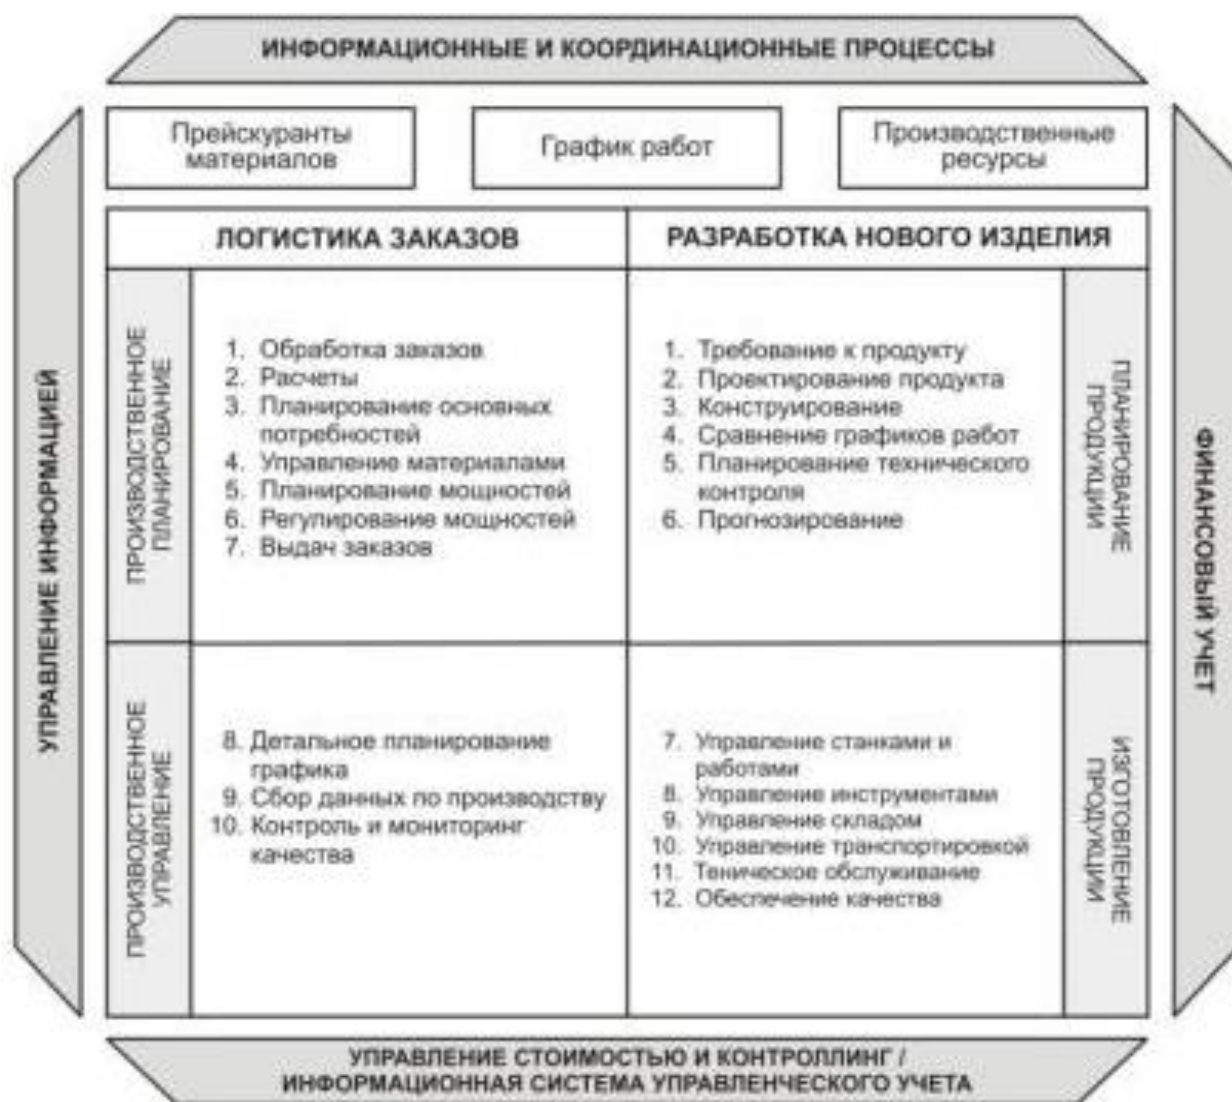 ИНФОРМАЦИОННЫЕ И КООРДИНАЦИОННЫЕ ПРОЦЕССЫ
Прейскуранты
материалов
График работ
Производственные
ресурсы
УПРАВЛЕНИЕ ИНФОРМАЦИЕЙ
ЛОГИСТИКА ЗАКАЗОВ
РАЗРАБОТКА НОВОГО ИЗДЕЛИЯ
ПРОИЗВОДСТВЕННОЕ
ПЛАНИРОВАНИЕ
1. Обработка заказов
2. Расчеты
3. Планирование основных
потребностей
4. Управление материалами
5. Планирование мощностей
6. Регулирование мощностей
7. Выдач заказов
1. Требование к продукту
2. Проектирование продукта
3. Конструирование
4. Сравнение графиков работ
5. Планирование технического
контроля
6. Прогнозирование
ПЛАНИРОВАНИЕ
ПРОДУКЦИИ
ПРОИЗВОДСТВЕННОЕ
УПРАВЛЕНИЕ
8. Детальное планирование
графика
9. Сбор данных по производству
10. Контроль и мониторинг
качества
7. Управление станками и
работами
8. Управление инструментами
9. Управление складом
10. Управление транспортировкой
11. Теническое обслуживание
12. Обеспечение качества
ИЗГОТОВЛЕНИЕ
ПРОДУКЦИИ
ФИНАНСОВЫЙ УЧЕТ
УПРАВЛЕНИЕ СТОИМОСТЬЮ И КОНТРОЛЛИНГ /
ИНФОРМАЦИОННАЯ СИСТЕМА УПРАВЛЕНЧЕСКОГО УЧЕТА